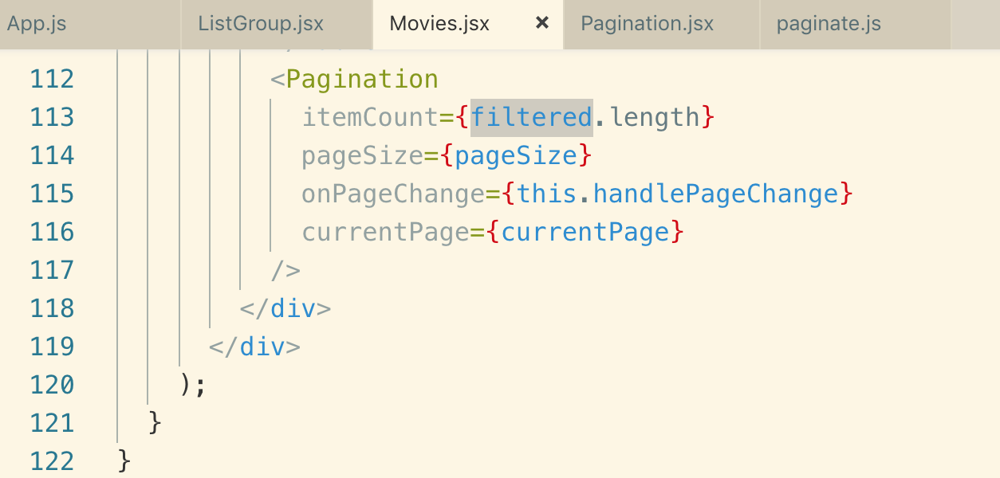 App.js ListGroup.jsx Movies.jsx × Pagination.jsx paginate.js
112 <Pagination
113 itemCount={filtered.length}
114 pageSize={pageSize}
115 onPageChange={this.handlePageChange}
116 currentPage={currentPage}
117 />
118 </div>
119 </div>
120 );
121 }
122 }